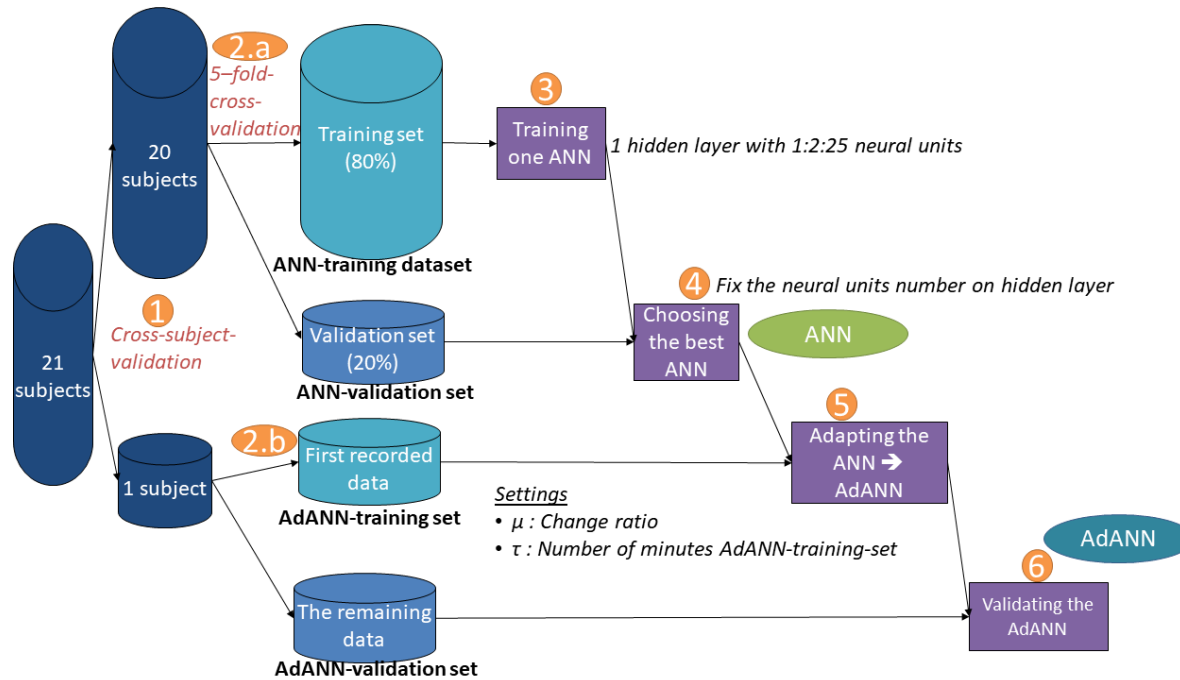 2.a
5–fold-
cross-
validation
20
subjects
Training set
(80%)
ANN-training dataset
3
Training
one ANN
1 hidden layer with 1:2:25 neural units
1
Cross-subject-
validation
21
subjects
Validation set
(20%)
ANN-validation set
4
Fix the neural units number on hidden layer
Choosing
the best
ANN
ANN
2.b
1 subject
First recorded
data
AdANN-training set
Settings
• μ : Change ratio
• τ : Number of minutes AdANN-training-set
5
Adapting the
ANN ➔
AdANN
The remaining
data
AdANN-validation set
AdANN
6
Validating the
AdANN